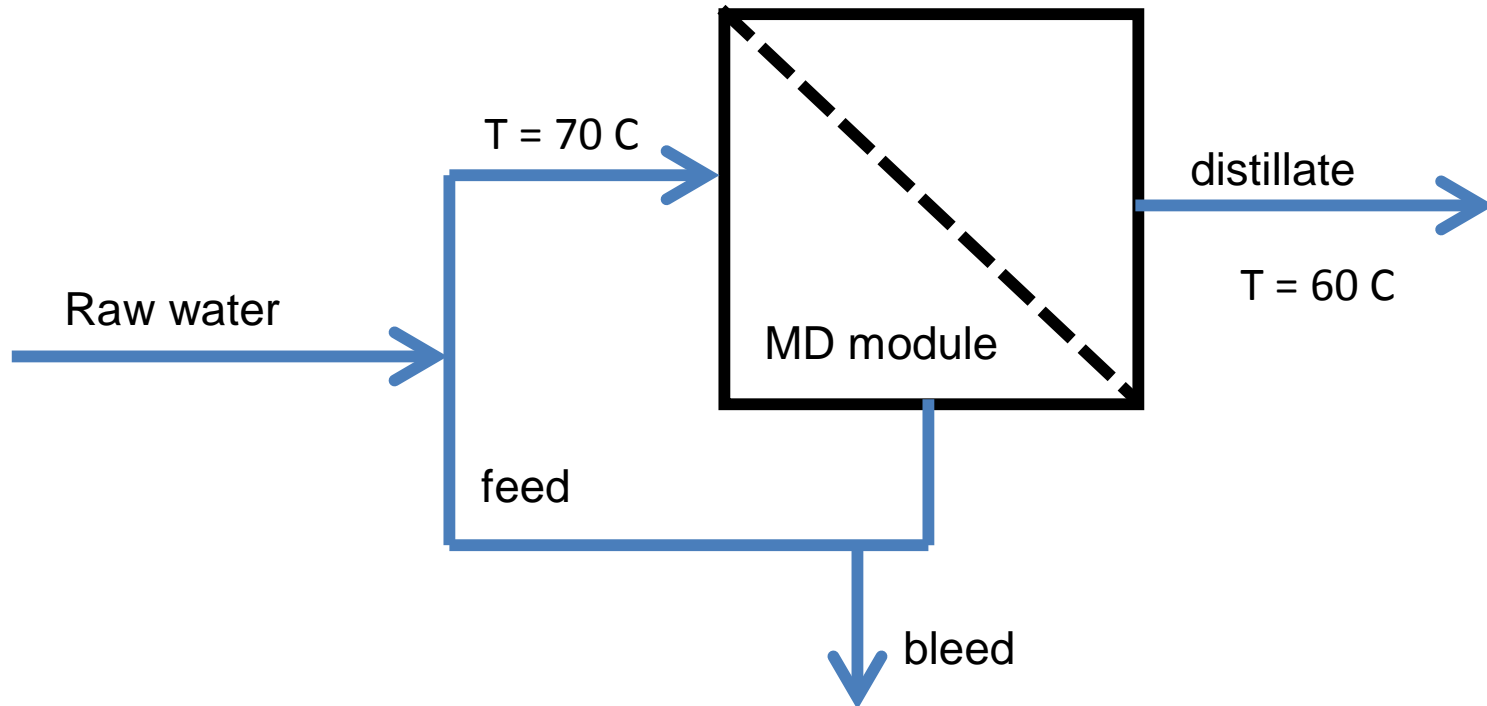 T = 70 C
distillate
T = 60 C
Raw water
MD module
feed
bleed